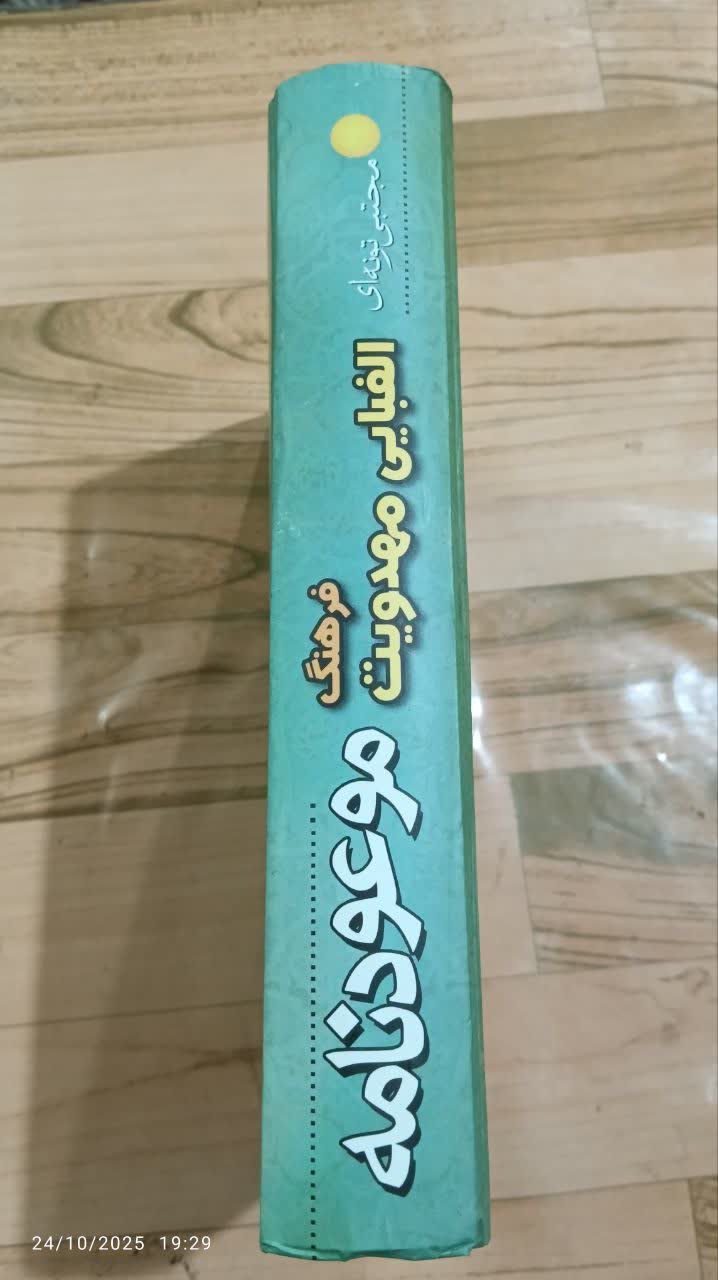 مجتبی تونه‌ای
فرهنگ
الفبایی مهدویت
موعودنامه
24/10/2025 19:29